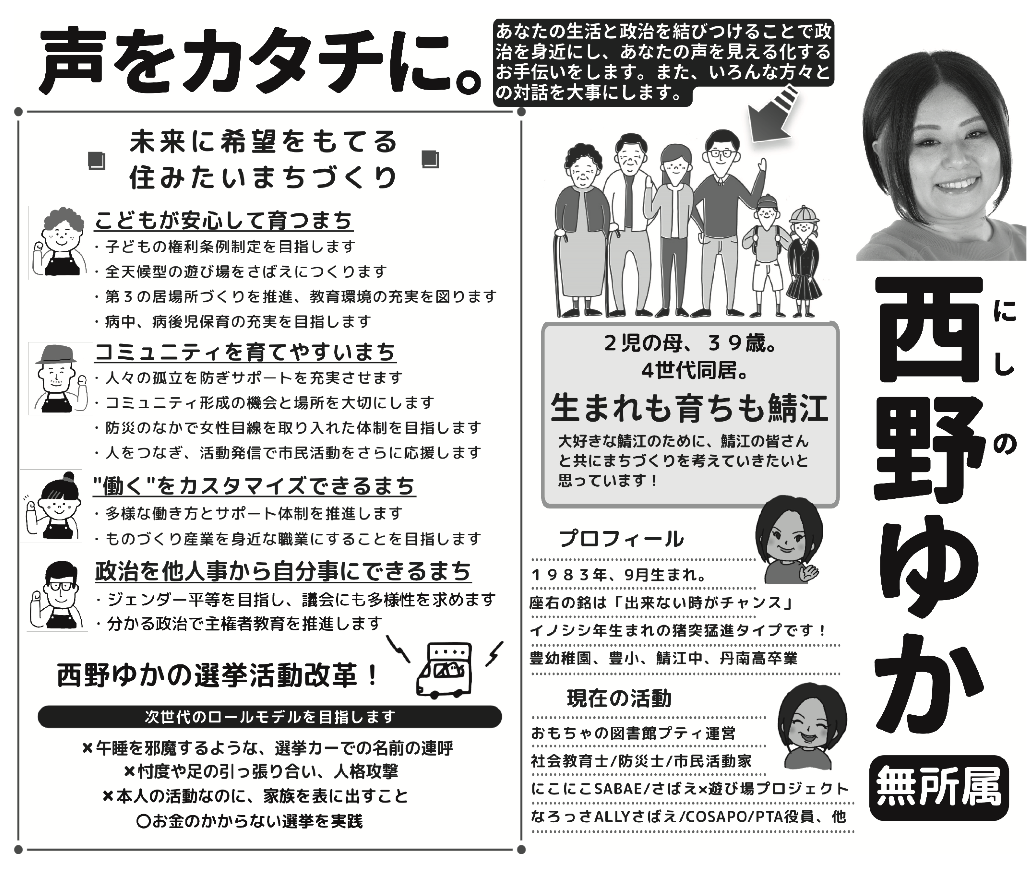 声をカタチに。
あなたの生活と政治を結びつけることで政
治を身近にし、あなたの声を見える化する
お手伝いをします。また、いろんな方々と
の対話を大事にします。
未来に希望をもてる
住みたいまちづくり
こどもが安心して育つまち
・子どもの権利条例制定を目指します
・全天候型の遊び場をさばえにつくります
・第３の居場所づくりを推進、教育環境の充実を図ります
・病中、病後児保育の充実を目指します
コミュニティを育てやすいまち
・人々の孤立を防ぎサポートを充実させます
・コミュニティ形成の機会と場所を大切にします
・防災のなかで女性目線を取り入れた体制を目指します
・人をつなぎ、活動発信で市民活動をさらに応援します
"働く"をカスタマイズできるまち
・多様な働き方とサポート体制を推進します
・ものづくり産業を身近な職業にすることを目指します
政治を他人事から自分事にできるまち
・ジェンダー平等を目指し、議会にも多様性を求めます
・分かる政治で主権者教育を推進します
西野ゆかの選挙活動改革！
次世代のロールモデルを目指します
×午睡を邪魔するような、選挙カーでの名前の連呼
×忖度や足の引っ張り合い、人格攻撃
×本人の活動なのに、家族を表に出すこと
〇お金のかからない選挙を実践
２児の母、３９歳。
4世代同居。
生まれも育ちも鯖江
大好きな鯖江のために、鯖江の皆さん
と共にまちづくりを考えていきたいと
思っています！
プロフィール
１９８３年、9月生まれ。
座右の銘は「出来ない時がチャンス」
イノシシ年生まれの猪突猛進タイプです！
豊幼稚園、豊小、鯖江中、丹南高卒業
現在の活動
おもちゃの図書館プティ運営
社会教育士/防災士/市民活動家
にこにこSABAE/さばえ×遊び場プロジェクト
なろっさALLYさばえ/COSAPO/PTA役員、他
西野ゆか
にしの
無所属